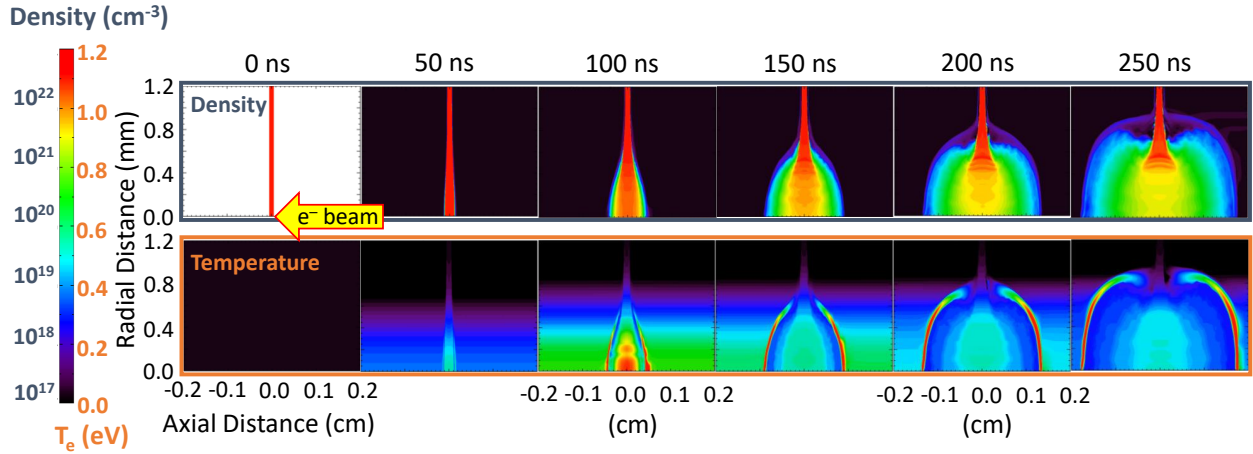 Density (cm-3)
0 ns
50 ns
100 ns
150 ns
200 ns
250 ns
1.2
1.0
0.8
0.6
0.4
0.2
0.0
10²²
10²¹
10²⁰
10¹⁹
10¹⁸
10¹⁷
Tₑ (eV)
Radial Distance (mm)
1.2
0.8
0.4
0.0
Density
e⁻ beam
1.2
0.8
0.4
0.0
Temperature
-0.2 -0.1 0.0 0.1 0.2
Axial Distance (cm)
-0.2 -0.1 0.0 0.1 0.2
(cm)
-0.2 -0.1 0.0 0.1 0.2
(cm)